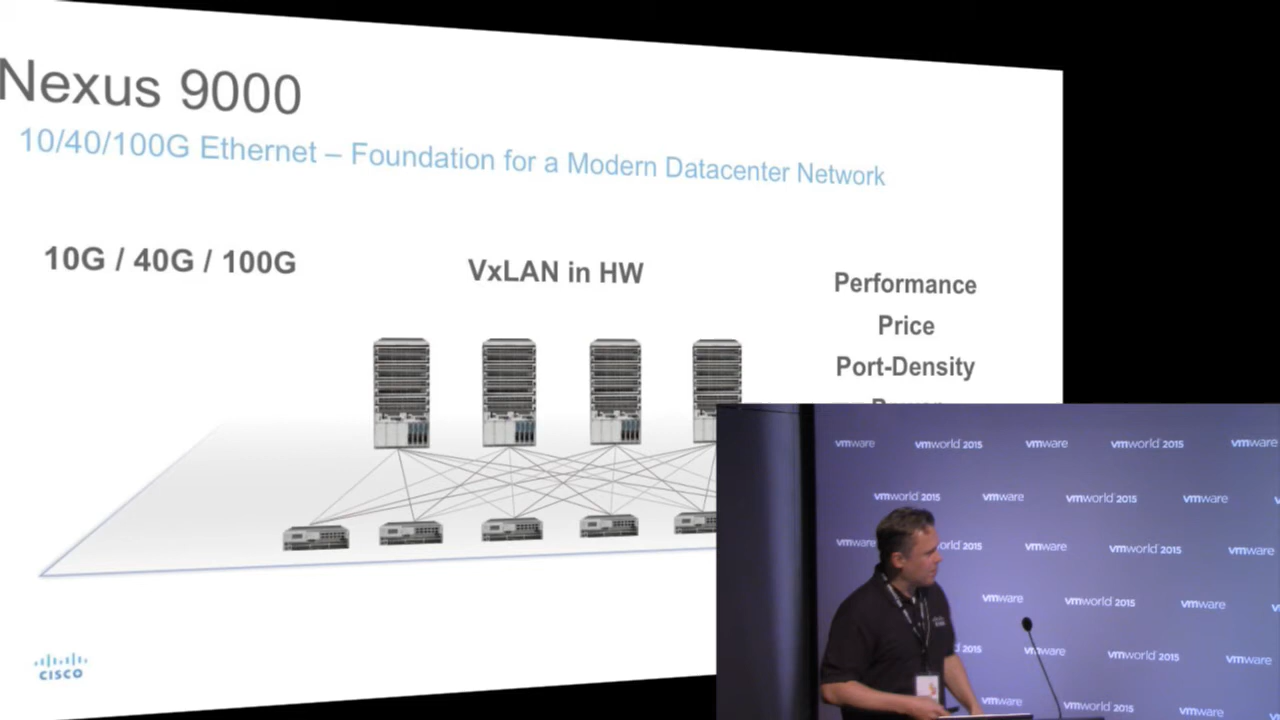 Nexus 9000
10/40/100G Ethernet – Foundation for a Modern Datacenter Network
10G / 40G / 100G
VxLAN in HW
Performance
Price
Port-Density
CISCO
vmware vmworld 2015 vmware vmworld 2015 vmware
vmworld 2015 vmware vmworld 2015 vmware
vmware 2015 vmware vmworld 2015 vmware
vmware vmworld 2015 vmware
2015 vmware vmworld 2015 vmware
vmware vmworld 2015 vmware